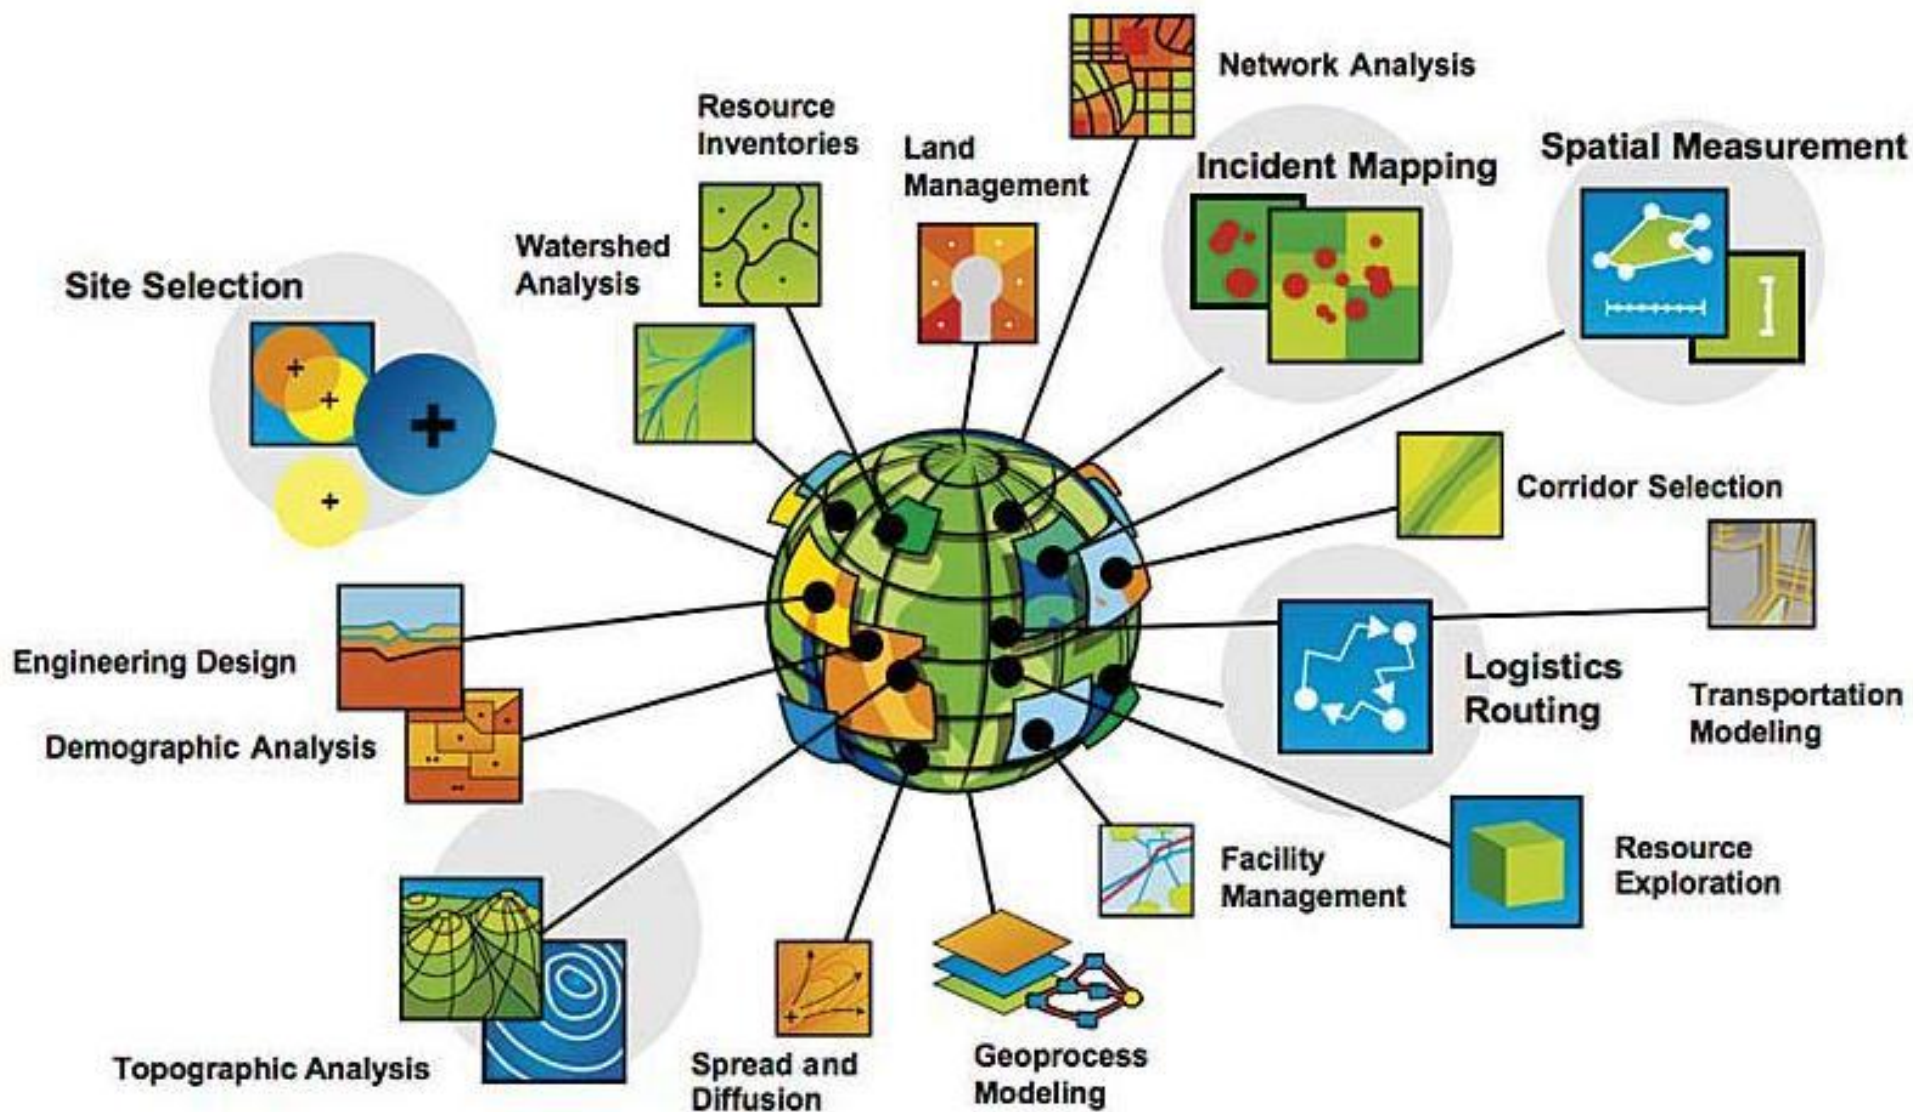 Network Analysis
Resource
Inventories
Land
Management
Incident Mapping
Spatial Measurement
Watershed
Analysis
Site Selection
Corridor Selection
Engineering Design
Logistics
Routing
Transportation
Modeling
Demographic Analysis
Facility
Management
Resource
Exploration
Topographic Analysis
Spread and
Diffusion
Geoprocess
Modeling